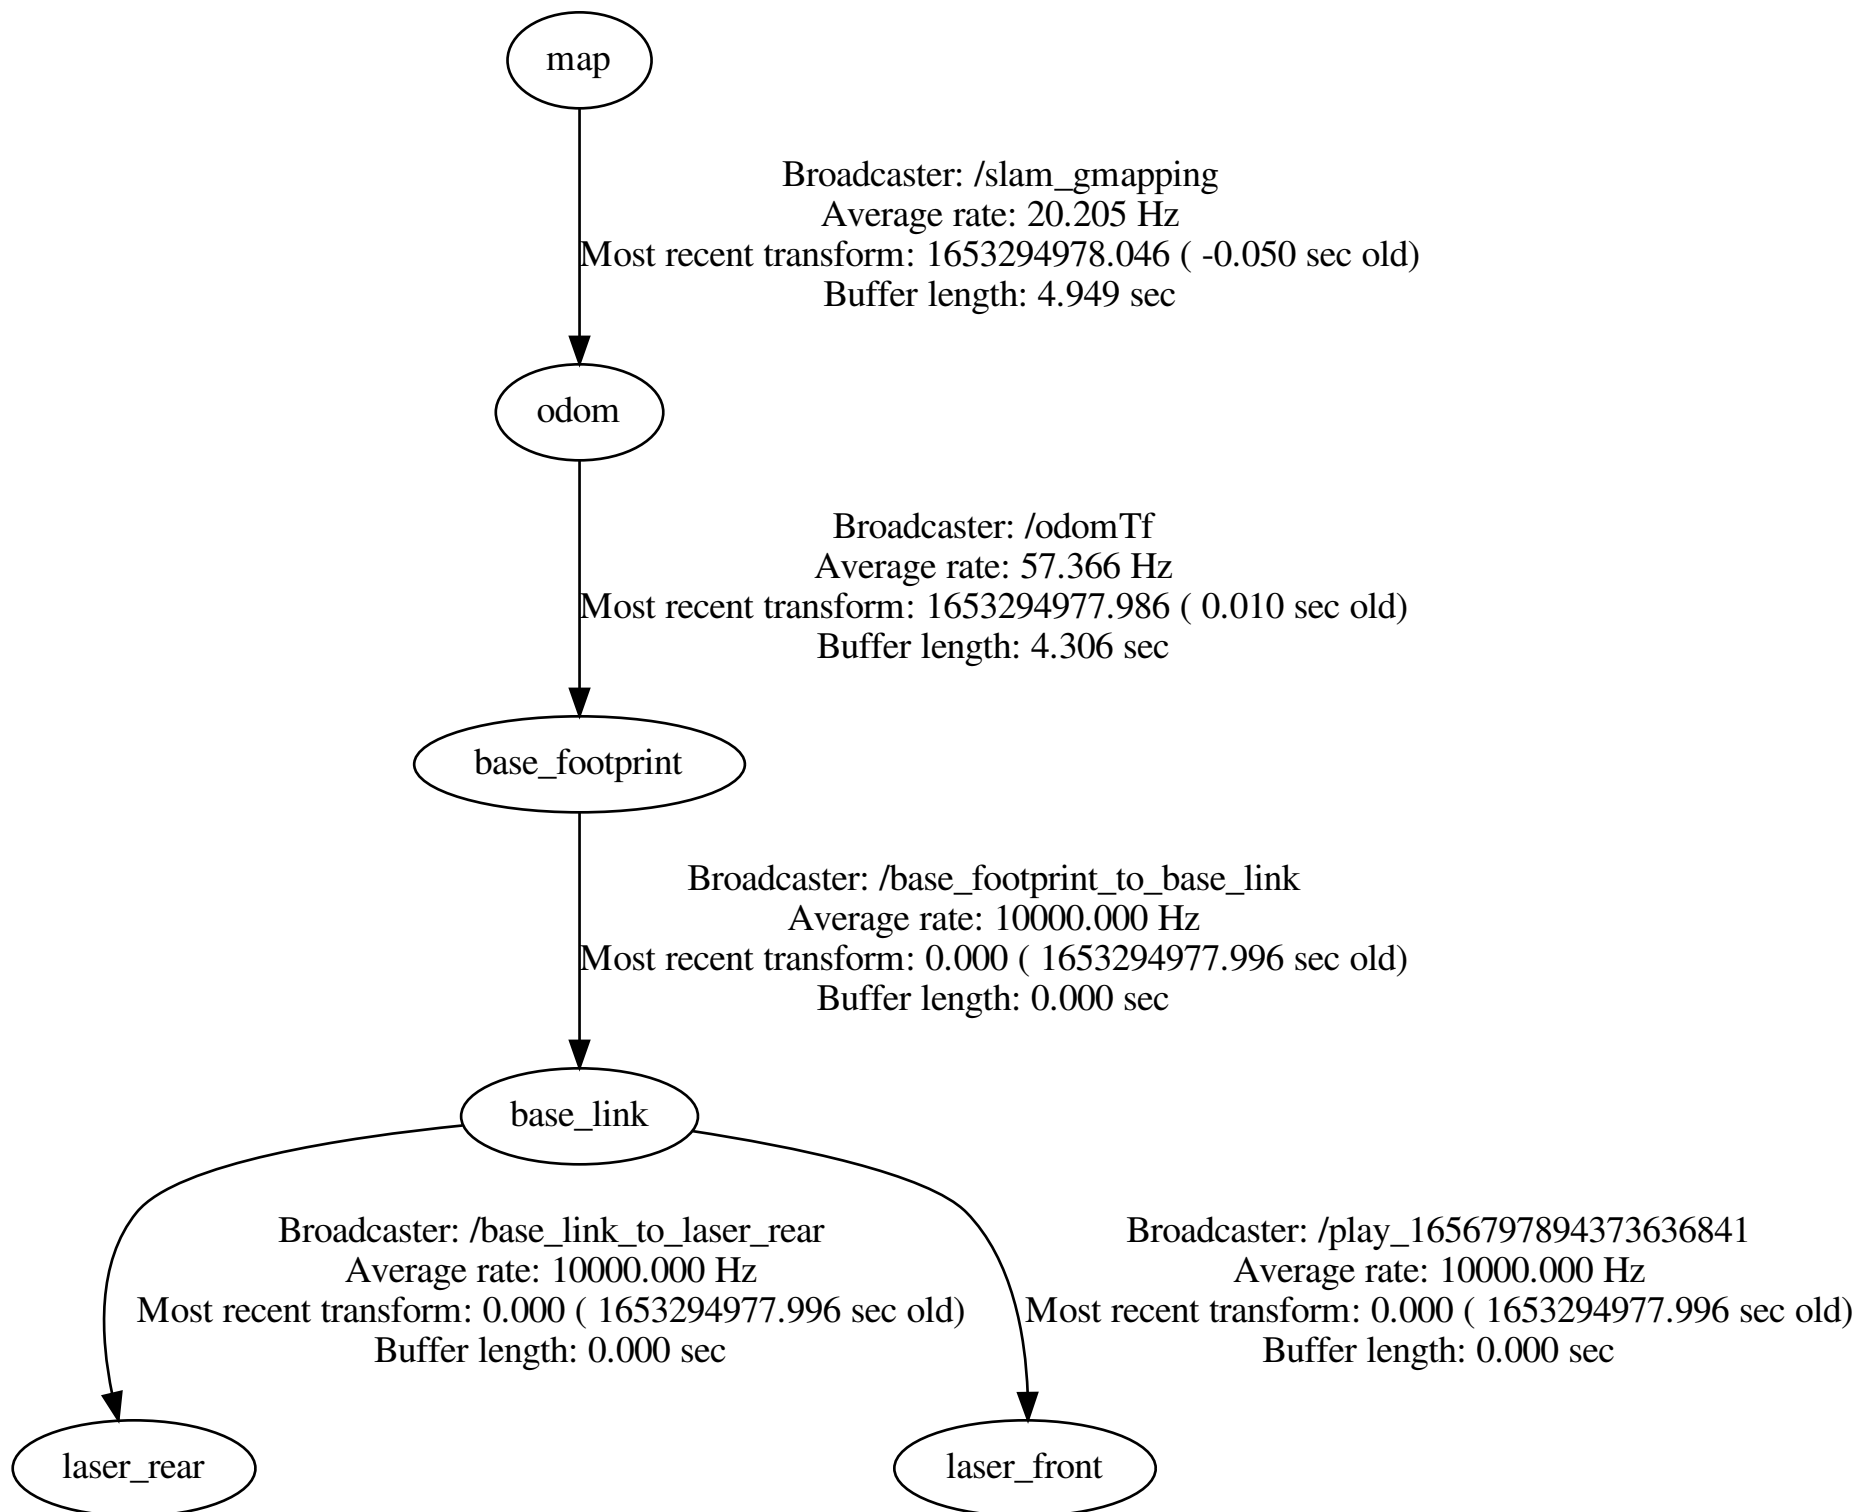 map
Broadcaster: /slam_gmapping
Average rate: 20.205 Hz
Most recent transform: 1653294978.046 ( -0.050 sec old)
Buffer length: 4.949 sec
odom
Broadcaster: /odomTf
Average rate: 57.366 Hz
Most recent transform: 1653294977.986 ( 0.010 sec old)
Buffer length: 4.306 sec
base_footprint
Broadcaster: /base_footprint_to_base_link
Average rate: 10000.000 Hz
Most recent transform: 0.000 ( 1653294977.996 sec old)
Buffer length: 0.000 sec
base_link
Broadcaster: /base_link_to_laser_rear
Average rate: 10000.000 Hz
Most recent transform: 0.000 ( 1653294977.996 sec old)
Buffer length: 0.000 sec
Broadcaster: /play_1656797894373636841
Average rate: 10000.000 Hz
Most recent transform: 0.000 ( 1653294977.996 sec old)
Buffer length: 0.000 sec
laser_rear
laser_front